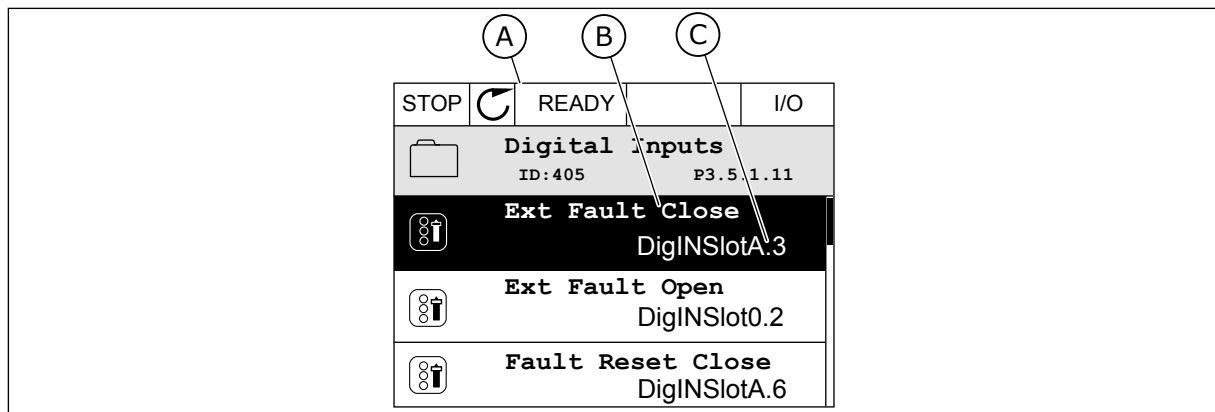 A B C
STOP READY I/O
Digital Inputs
ID:405 P3.5.1.11
Ext Fault Close
DigINSlotA.3
Ext Fault Open
DigINSlot0.2
Fault Reset Close
DigINSlotA.6